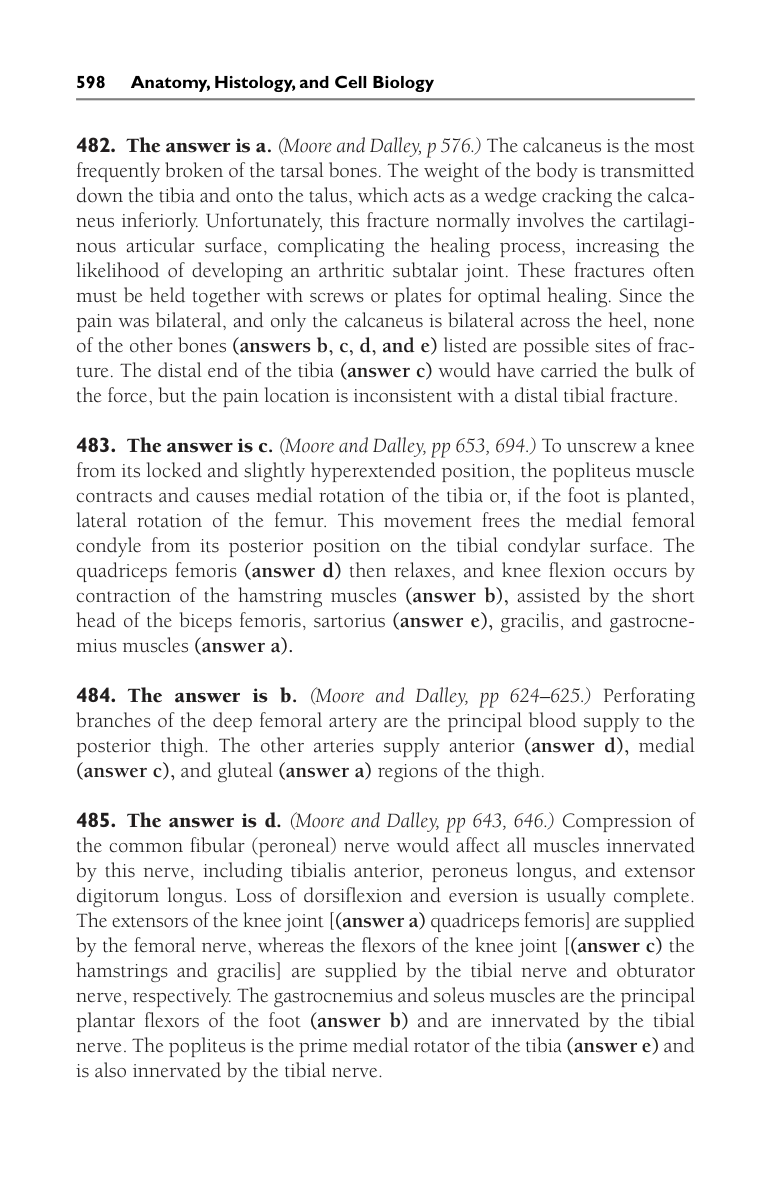 598 Anatomy, Histology, and Cell Biology
482. The answer is a. (Moore and Dalley, p 576.) The calcaneus is the most
frequently broken of the tarsal bones. The weight of the body is transmitted
down the tibia and onto the talus, which acts as a wedge cracking the calca-
neus inferiorly. Unfortunately, this fracture normally involves the cartilagi-
nous articular surface, complicating the healing process, increasing the
likelihood of developing an arthritic subtalar joint. These fractures often
must be held together with screws or plates for optimal healing. Since the
pain was bilateral, and only the calcaneus is bilateral across the heel, none
of the other bones (answers b, c, d, and e) listed are possible sites of frac-
ture. The distal end of the tibia (answer c) would have carried the bulk of
the force, but the pain location is inconsistent with a distal tibial fracture.
483. The answer is c. (Moore and Dalley, pp 653, 694.) To unscrew a knee
from its locked and slightly hyperextended position, the popliteus muscle
contracts and causes medial rotation of the tibia or, if the foot is planted,
lateral rotation of the femur. This movement frees the medial femoral
condyle from its posterior position on the tibial condylar surface. The
quadriceps femoris (answer d) then relaxes, and knee flexion occurs by
contraction of the hamstring muscles (answer b), assisted by the short
head of the biceps femoris, sartorius (answer e), gracilis, and gastrocne-
mius muscles (answer a).
484. The answer is b. (Moore and Dalley, pp 624–625.) Perforating
branches of the deep femoral artery are the principal blood supply to the
posterior thigh. The other arteries supply anterior (answer d), medial
(answer c), and gluteal (answer a) regions of the thigh.
485. The answer is d. (Moore and Dalley, pp 643, 646.) Compression of
the common fibular (peroneal) nerve would affect all muscles innervated
by this nerve, including tibialis anterior, peroneus longus, and extensor
digitorum longus. Loss of dorsiflexion and eversion is usually complete.
The extensors of the knee joint [(answer a) quadriceps femoris] are supplied
by the femoral nerve, whereas the flexors of the knee joint [(answer c) the
hamstrings and gracilis] are supplied by the tibial nerve and obturator
nerve, respectively. The gastrocnemius and soleus muscles are the principal
plantar flexors of the foot (answer b) and are innervated by the tibial
nerve. The popliteus is the prime medial rotator of the tibia (answer e) and
is also innervated by the tibial nerve.